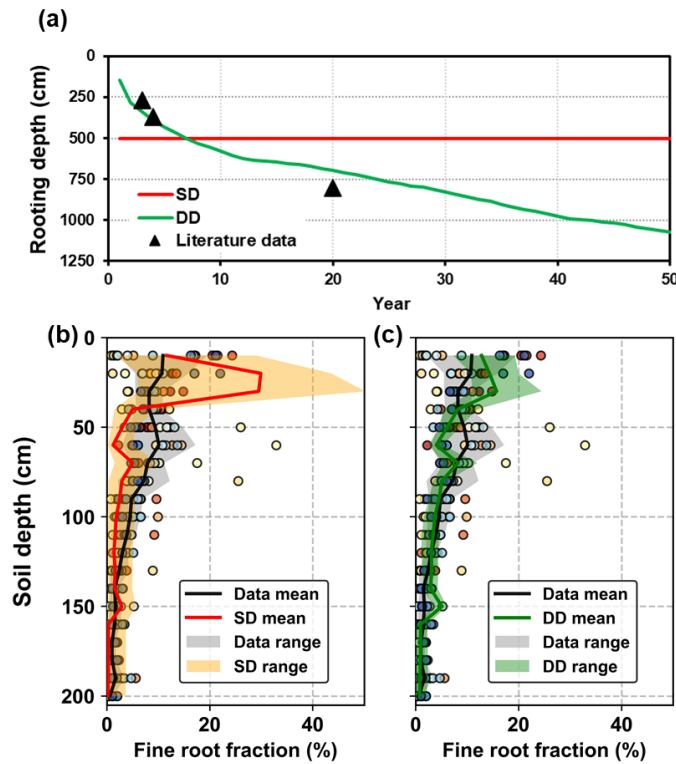 (a)
Rooting depth (cm)
0
250
500
750
1000
1250
SD
DD
Literature data
0
10
20
30
40
50
Year
(b)
Soil depth (cm)
0
50
100
150
200
Data mean
SD mean
Data range
SD range
0
20
40
Fine root fraction (%)
(c)
Data mean
DD mean
Data range
DD range
0
20
40
Fine root fraction (%)